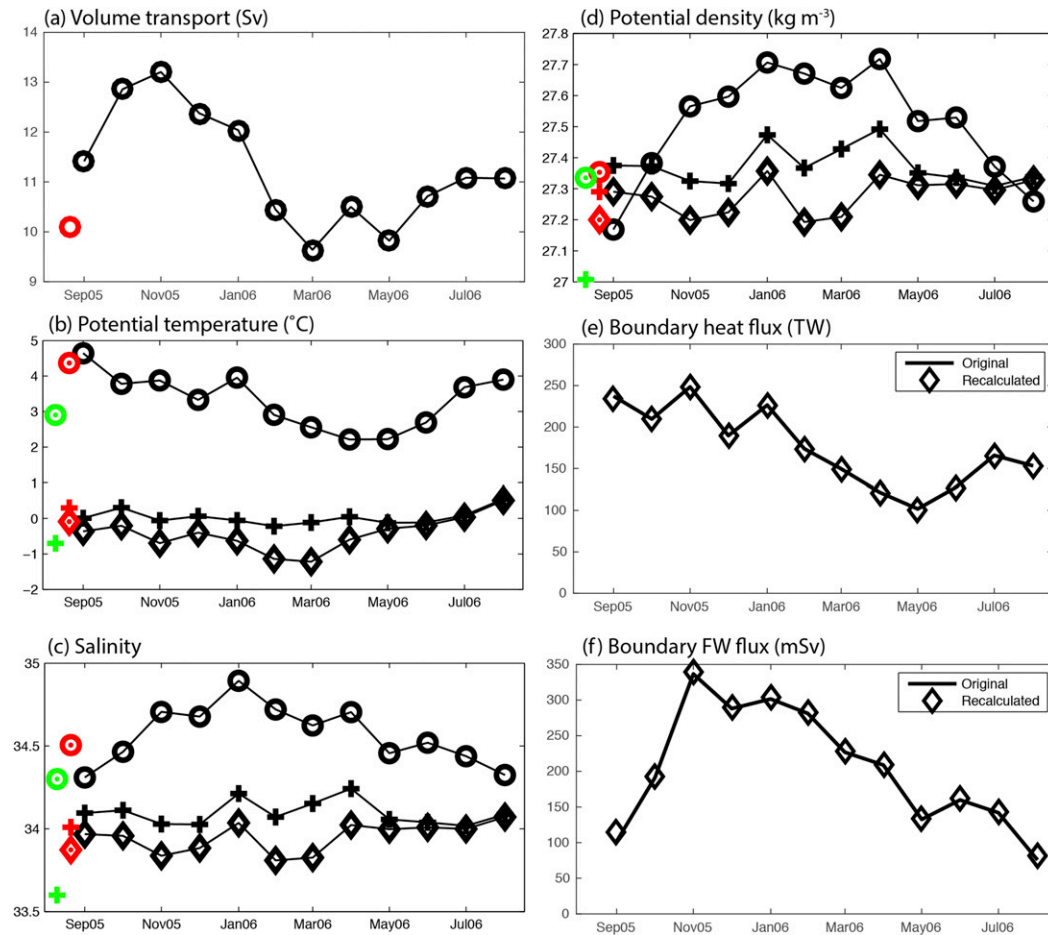 (a) Volume transport (Sv)
14
13
12
11
10
9
Sep05 Nov05 Jan06 Mar06 May06 Jul06
(b) Potential temperature (˚C)
5
4
3
2
1
0
−1
−2
Sep05 Nov05 Jan06 Mar06 May06 Jul06
(c) Salinity
35
34.5
34
33.5
Sep05 Nov05 Jan06 Mar06 May06 Jul06
(d) Potential density (kg m⁻³)
27.8
27.7
27.6
27.5
27.4
27.3
27.2
27.1
27
Sep05 Nov05 Jan06 Mar06 May06 Jul06
(e) Boundary heat flux (TW)
300
250
200
150
100
50
0
Original
Recalculated
Sep05 Nov05 Jan06 Mar06 May06 Jul06
(f) Boundary FW flux (mSv)
350
300
250
200
150
100
50
0
Original
Recalculated
Sep05 Nov05 Jan06 Mar06 May06 Jul06